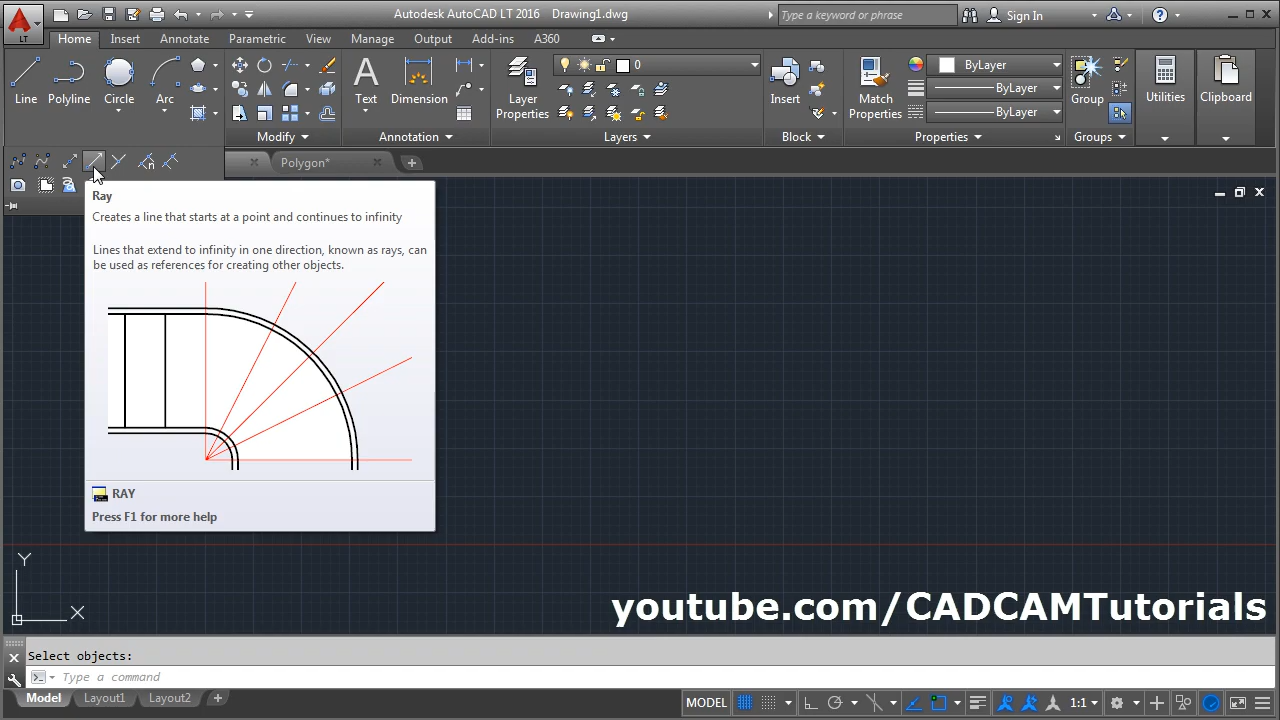 Autodesk AutoCAD LT 2016 Drawing1.dwg
Type a keyword or phrase
Sign In
LT
Home Insert Annotate Parametric View Manage Output Add-ins A360
Line
Polyline
Circle
Arc
Text
Dimension
Layer
Properties
0
Insert
Match
Properties
ByLayer
ByLayer
ByLayer
Group
Utilities
Clipboard
Modify
Annotation
Layers
Block
Properties
Groups
Polygon*
Ray
Creates a line that starts at a point and continues to infinity
Lines that extend to infinity in one direction, known as rays, can
be used as references for creating other objects.
RAY
Press F1 for more help
Y
X
youtube.com/CADCAMTutorials
Select objects:
Type a command
Model Layout1 Layout2
MODEL
1:1